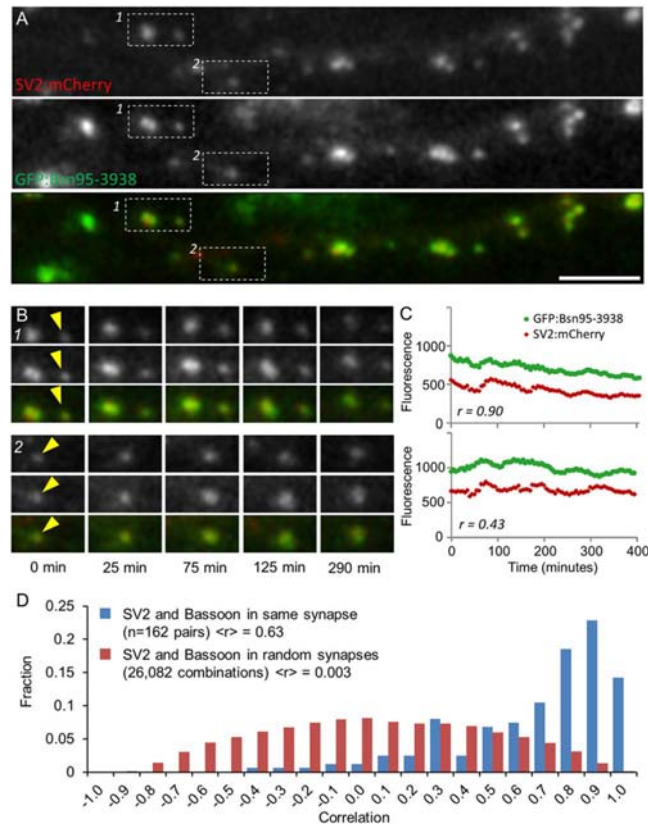 A
1
2
SV2:mCherry
1
2
GFP:Bsn95-3938
1
2
B
1
2
0 min 25 min 75 min 125 min 290 min
C
GFP:Bsn95-3938
SV2:mCherry
Fluorescence
1000
500
0
r = 0.90
Fluorescence
1000
500
0
r = 0.43
0 100 200 300 400
Time (minutes)
D
Fraction
0.25
0.2
0.15
0.1
0.05
0
SV2 and Bassoon in same synapse
(n=162 pairs) <r> = 0.63
SV2 and Bassoon in random synapses
(26,082 combinations) <r> = 0.003
-1.0 -0.9 -0.8 -0.7 -0.6 -0.5 -0.4 -0.3 -0.2 -0.1 0.0 0.1 0.2 0.3 0.4 0.5 0.6 0.7 0.8 0.9 1.0
Correlation